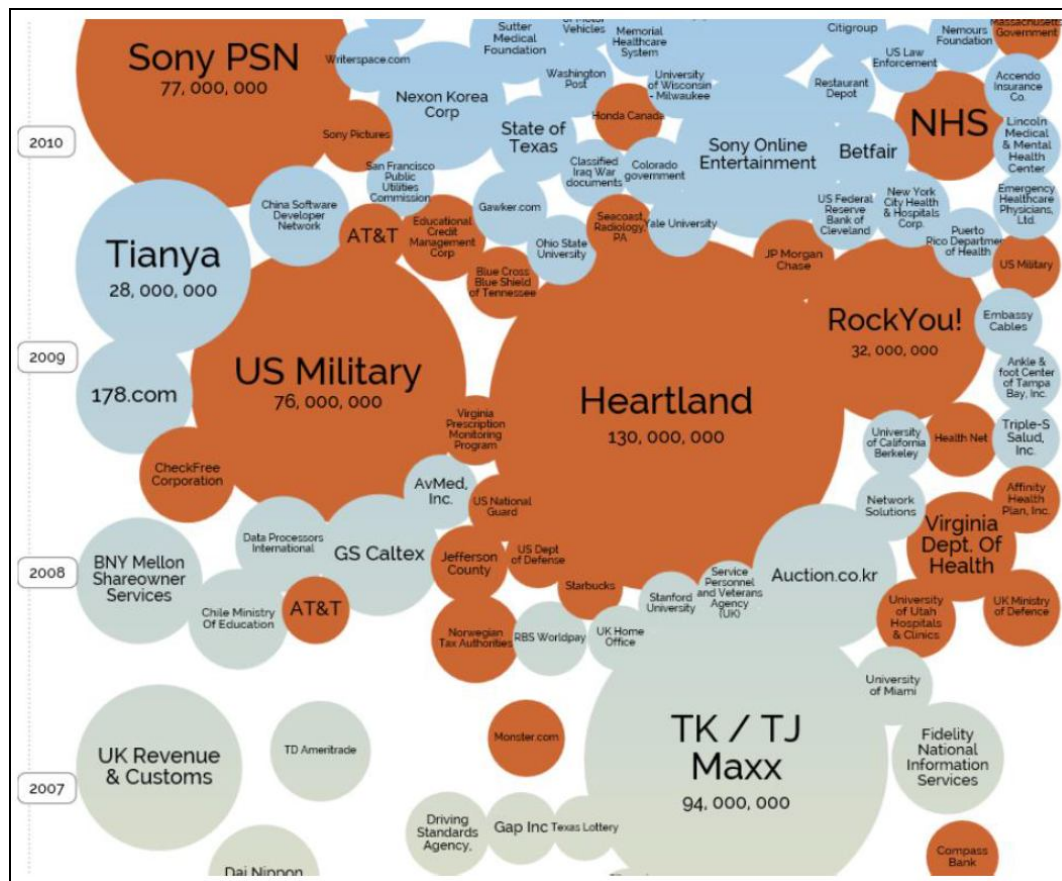 Sony PSN
77, 000, 000
Writerspace.com
Sutter
Medical
Foundation
Vehicles
Memorial
Healthcare
System
Citigroup
US Law
Enforcement
Nemours
Foundation
Massachusetts
Government
Nexon Korea
Corp
Washington
Post
University
of Wisconsin
- Milwaukee
Restaurant
Depot
Accendo
Insurance
Co.
2010
Sony Pictures
State of
Texas
Honda Canada
Sony Online
Entertainment
Betfair
NHS
Lincoln
Medical
& Mental
Health
Center
San Francisco
Public
Utilities
Commission
Classified
Iraq War
documents
Colorado
government
China Software
Developer
Network
Gawker.com
US Federal
Reserve
Bank of
Cleveland
New York
City Health
& Hospitals
Corp.
Emergency
Healthcare
Physicians,
Ltd.
AT&T
Educational
Credit
Management
Corp
Ohio State
University
Seacoast
Radiology,
PA
Yale University
Puerto
Rico Departmen
of Health
Tianya
28, 000, 000
Blue Cross
Blue Shield
of Tennessee
JP Morgan
Chase
US Military
2009
US Military
76, 000, 000
RockYou!
32, 000, 000
Embassy
Cables
178.com
Heartland
130, 000, 000
Ankle &
foot Center
of Tampa
Bay, Inc.
Virginia
Prescription
Monitoring
Program
University
of California
Berkeley
Health Net
Triple-S
Salud,
Inc.
CheckFree
Corporation
AvMed,
Inc.
US National
Guard
Network
Solutions
Affinity
Health
Plan, Inc.
2008
BNY Mellon
Shareowner
Services
Data Processors
International
GS Caltex
Jefferson
County
US Dept
of Defense
Starbucks
Stanford
University
Service
Personnel
and Veterans
Agency
(UK)
Auction.co.kr
Virginia
Dept. Of
Health
Chile Ministry
Of Education
AT&T
Norwegian
Tax Authorities
RBS Worldpay
UK Home
Office
University
of Utah
Hospitals
& Clinics
UK Ministry
of Defence
University
of Miami
UK Revenue
& Customs
TD Ameritrade
Monster.com
TK / TJ
Maxx
94, 000, 000
Fidelity
National
Information
Services
2007
Driving
Standards
Agency,
Gap Inc
Texas Lottery
Compass
Bank
Dai Nippon